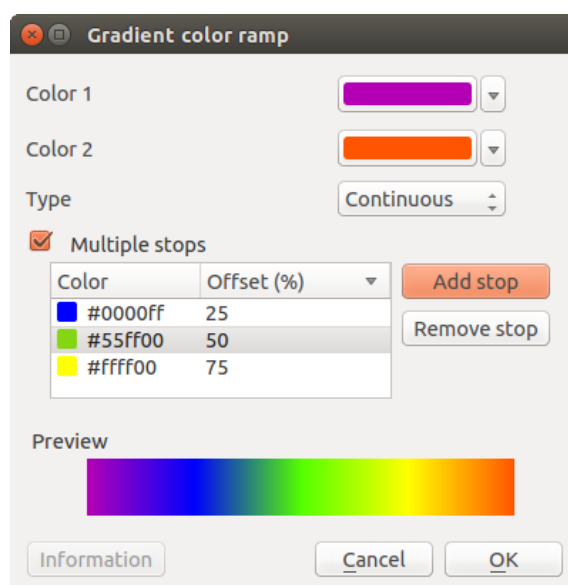 Gradient color ramp
Color 1
Color 2
Type Continuous
Multiple stops
Color Offset (%) Add stop
#0000ff 25
#55ff00 50 Remove stop
#ffff00 75
Preview
Information Cancel OK